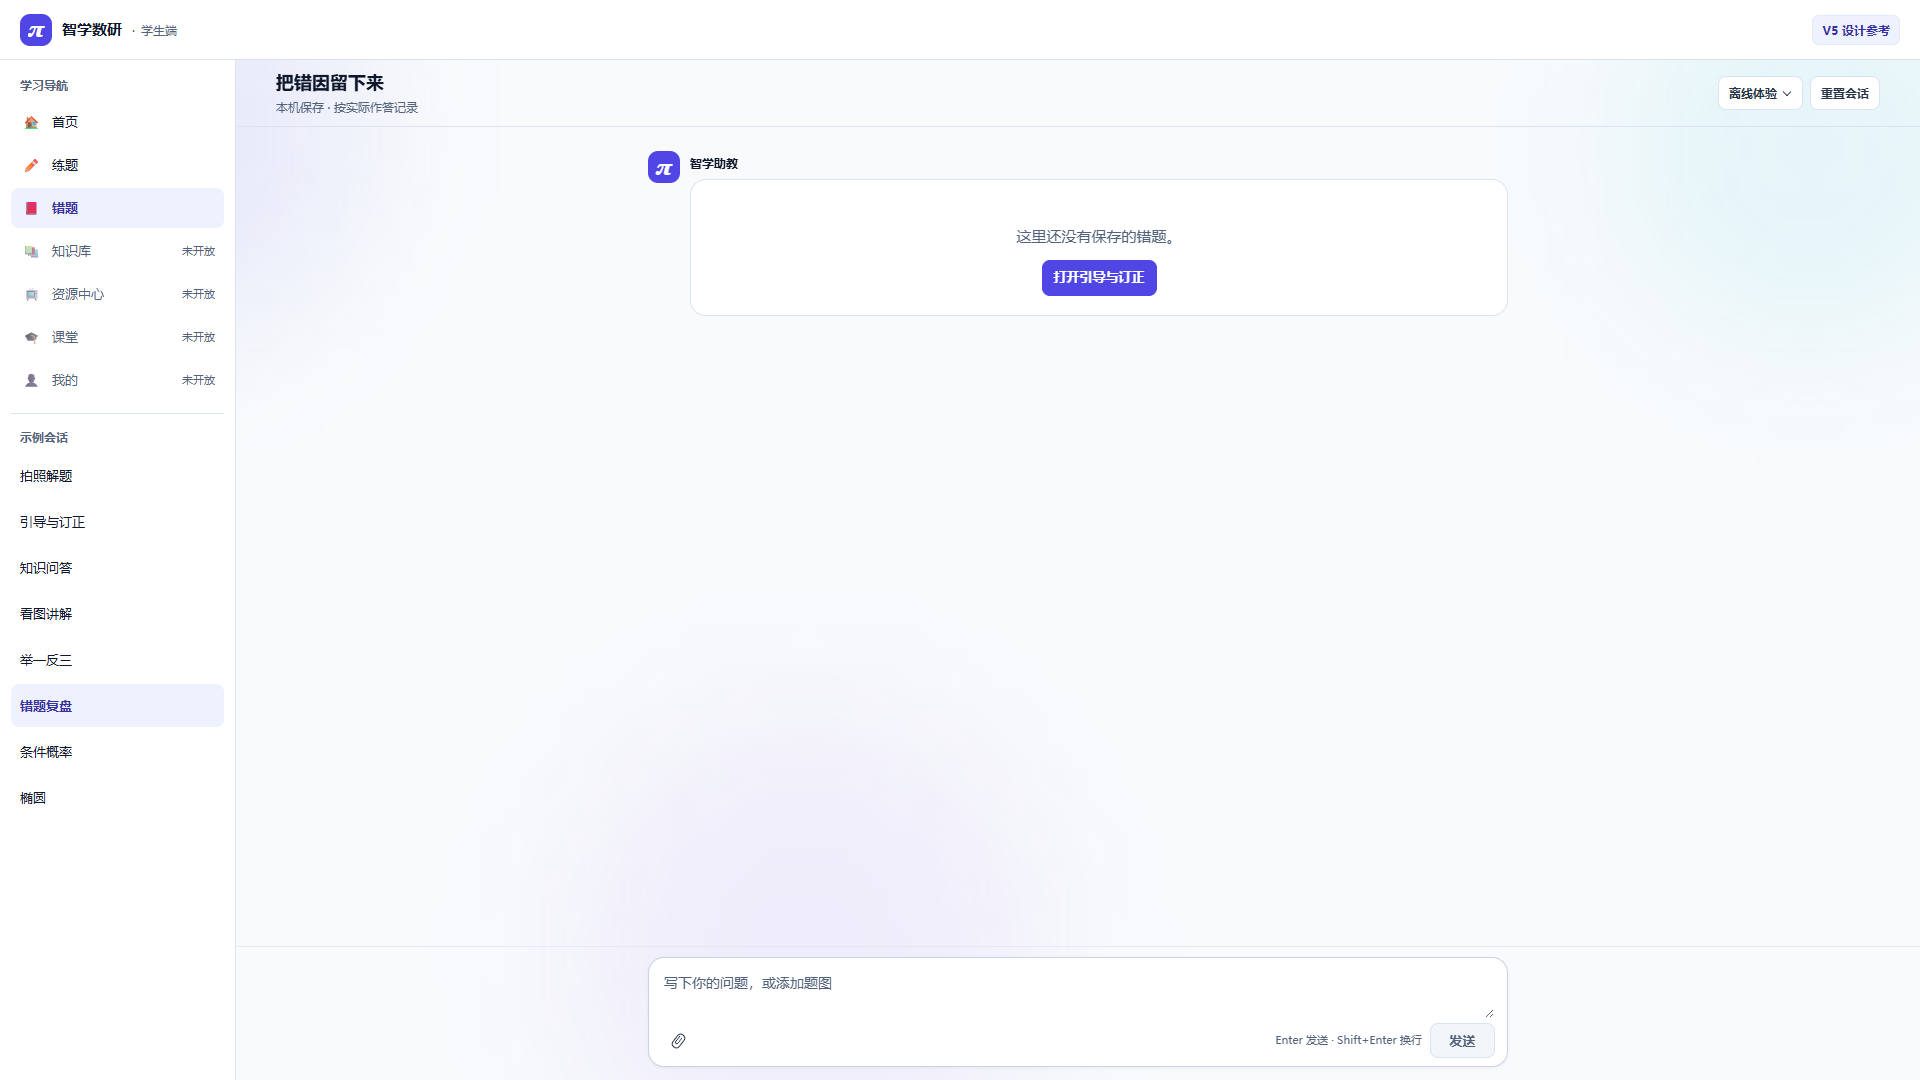 π 智学数研 · 学生端
V5 设计参考
学习导航
首页
练题
错题
知识库 未开放
资源中心 未开放
课堂 未开放
我的 未开放
示例会话
拍照解题
引导与订正
知识问答
看图讲解
举一反三
错题复盘
条件概率
椭圆
把错因留下来
本机保存 · 按实际作答记录
离线体验
重置会话
π 智学助教
这里还没有保存的错题。
打开引导与订正
写下你的问题，或添加题图
Enter 发送 · Shift+Enter 换行
发送